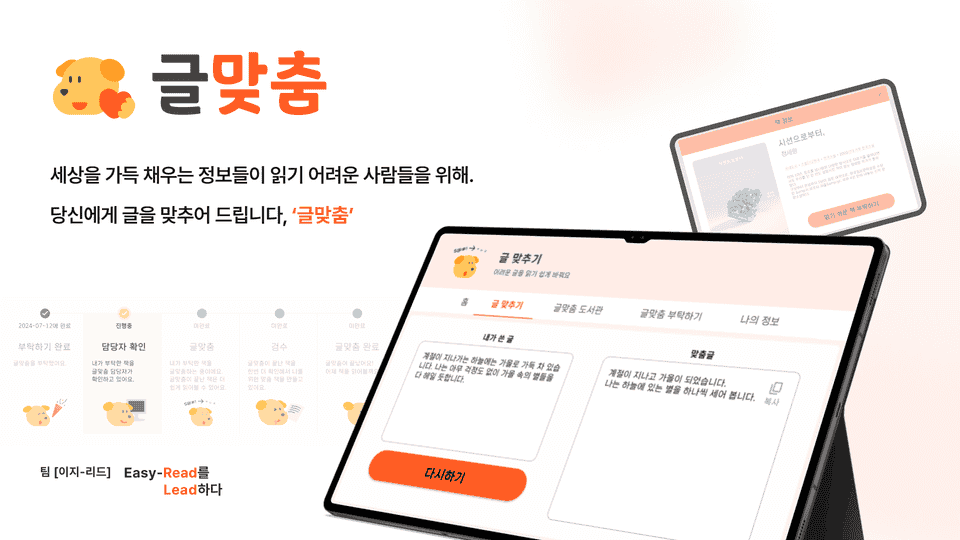 글맞춤
세상을 가득 채우는 정보들이 읽기 어려운 사람들을 위해.
당신에게 글을 맞추어 드립니다, ‘글맞춤’
책 정보
시선으로부터,
정세랑
읽기 쉬운 책 부탁하기
글 맞추기
어려운 글을 읽기 쉽게 바꿔요
홈 글 맞추기 글맞춤 도서관 글맞춤 부탁하기 나의 정보
내가 쓴 글
계절이 지나가는 하늘에는 가을로 가득 차 있습
니다. 나는 아무 걱정도 없이 가을 속의 별들을
다 헤일 듯합니다.
다시하기
맞춤글
계절이 지나고 가을이 되었습니다.
나는 하늘에 있는 별을 하나씩 세어 봅니다.
복사
2024-07-12에 완료
부탁하기 완료
글맞춤을 부탁했어요.
진행중
담당자 확인
내가 부탁한 책을
글맞춤 담당자가
확인하고 있어요.
미완료
글맞춤
내가 부탁한 책을
미완료
검수
미완료
글맞춤 완료
팀 [이지-리드]
Easy-Read를
Lead하다